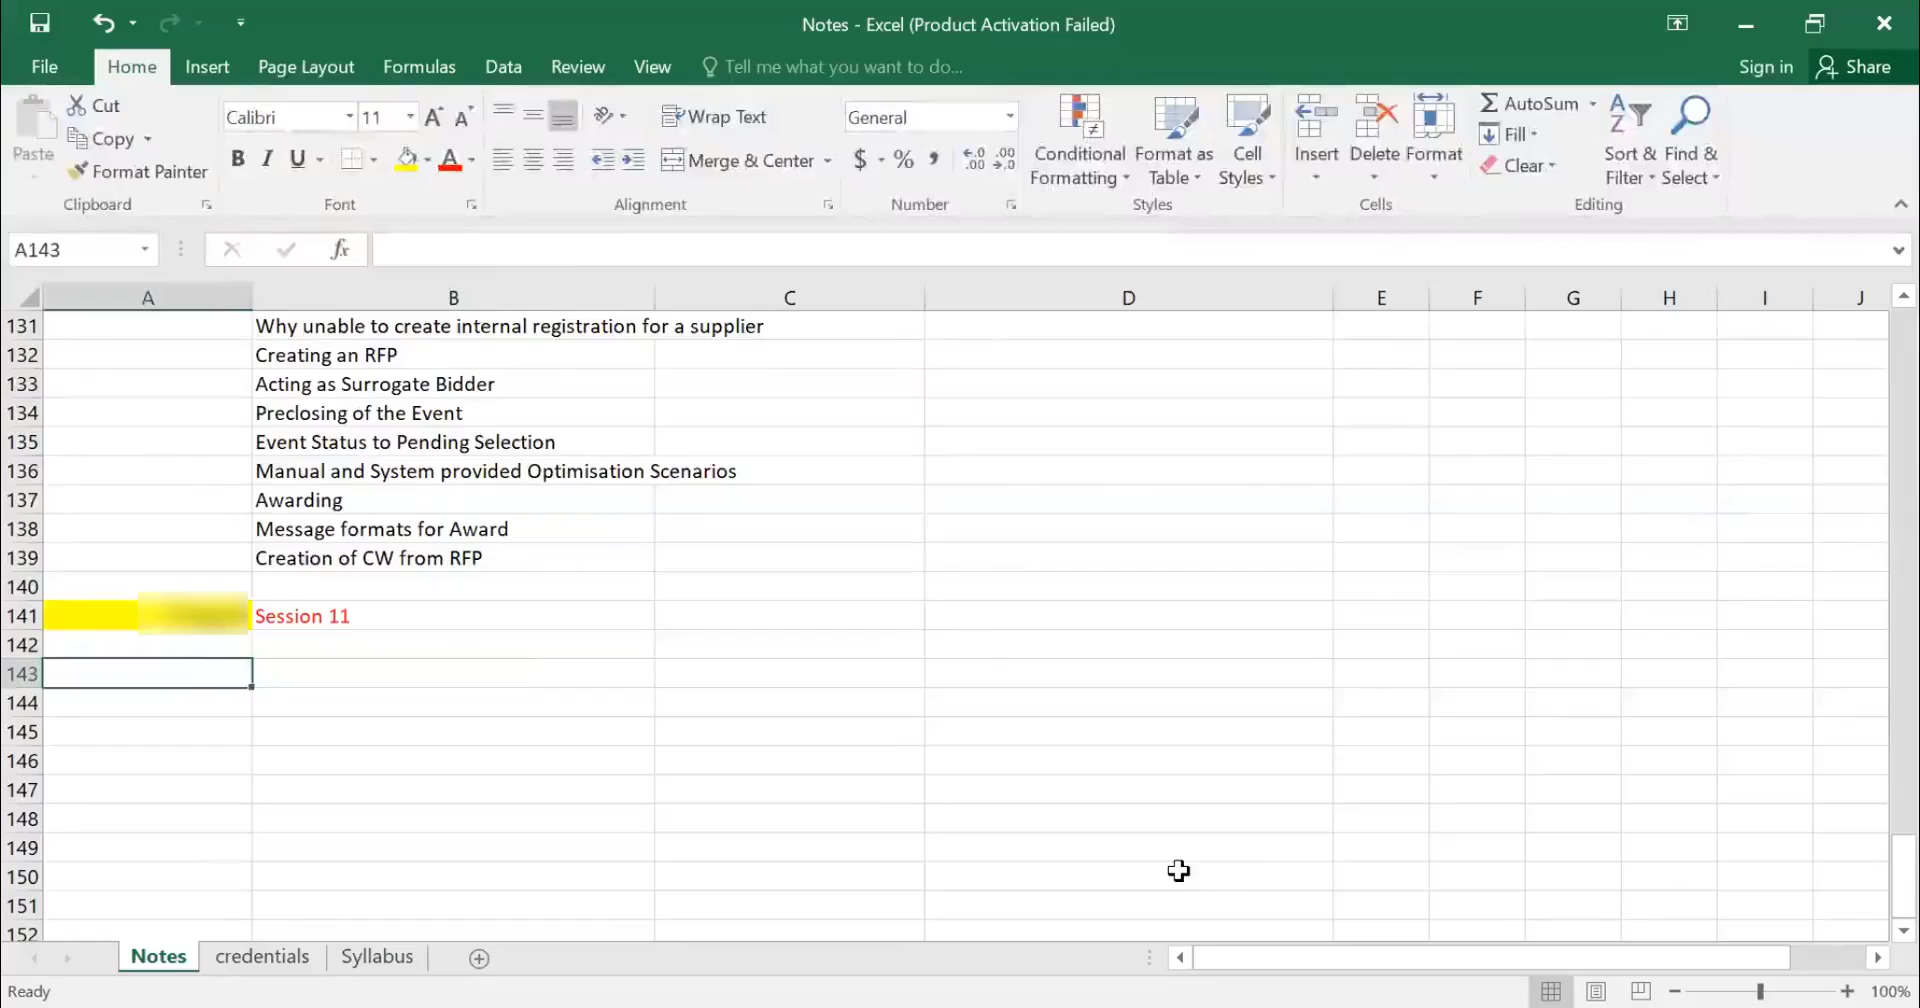 Notes - Excel (Product Activation Failed)
File Home Insert Page Layout Formulas Data Review View Tell me what you want to do... Sign in Share
Paste Cut Copy Format Painter Clipboard
Calibri 11 A A B I U A Font
Wrap Text Merge & Center Alignment
General $ % , .0 .00 .00 .0 Number
Conditional Formatting Format as Table Cell Styles Styles
Insert Delete Format Cells
Σ AutoSum Fill Clear Sort & Filter Find & Select Editing
A143 fx
A B C D E F G H I J
131 Why unable to create internal registration for a supplier
132 Creating an RFP
133 Acting as Surrogate Bidder
134 Preclosing of the Event
135 Event Status to Pending Selection
136 Manual and System provided Optimisation Scenarios
137 Awarding
138 Message formats for Award
139 Creation of CW from RFP
140
141 Session 11
142
143
144
145
146
147
148
149
150
151
152
Notes credentials Syllabus
Ready 100%